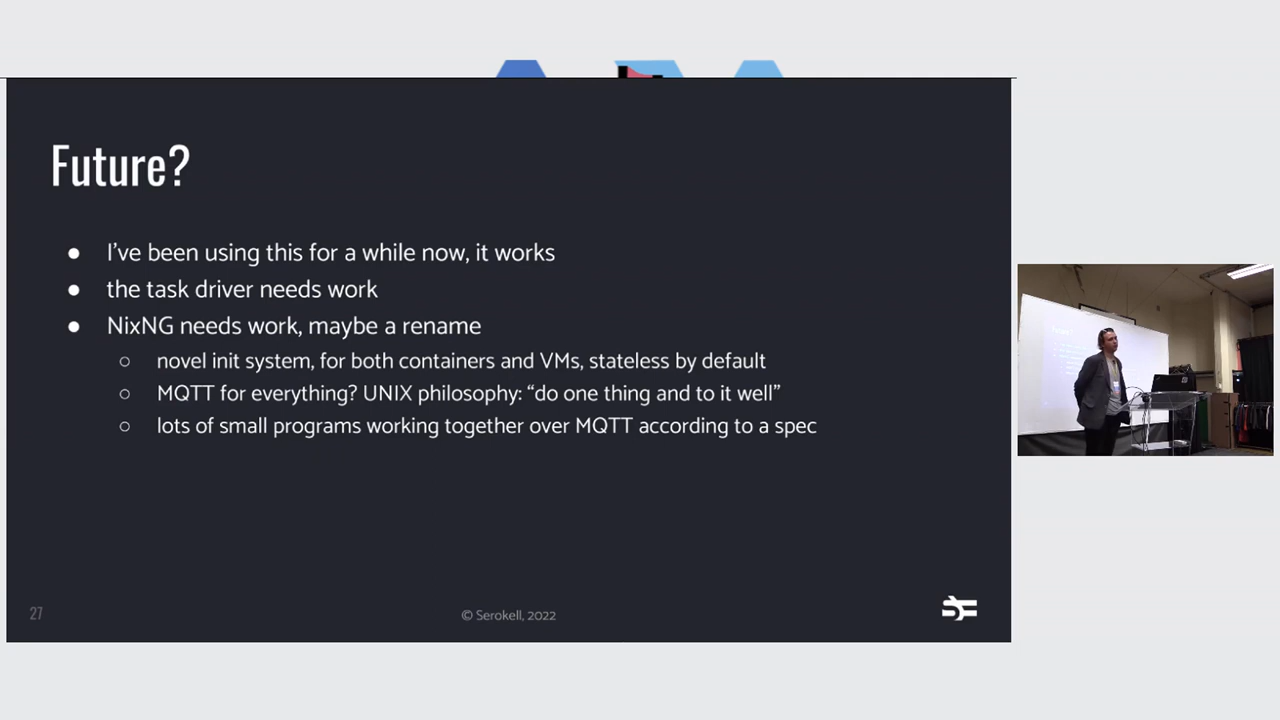 Future?
● I've been using this for a while now, it works
● the task driver needs work
● NixNG needs work, maybe a rename
○ novel init system, for both containers and VMs, stateless by default
○ MQTT for everything? UNIX philosophy: “do one thing and to it well”
○ lots of small programs working together over MQTT according to a spec
27
© Serokell, 2022